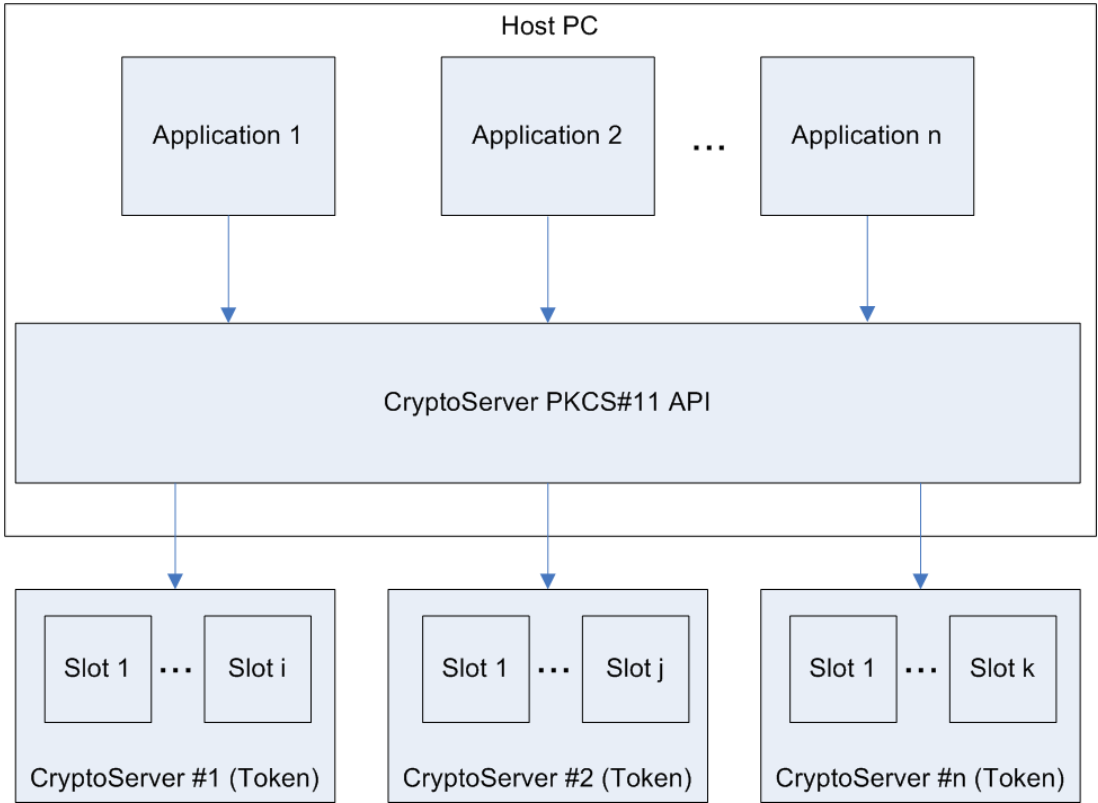 Host PC
Application 1
Application 2
...
Application n
CryptoServer PKCS#11 API
Slot 1
...
Slot i
Slot 1
...
Slot j
Slot 1
...
Slot k
CryptoServer #1 (Token)
CryptoServer #2 (Token)
CryptoServer #n (Token)